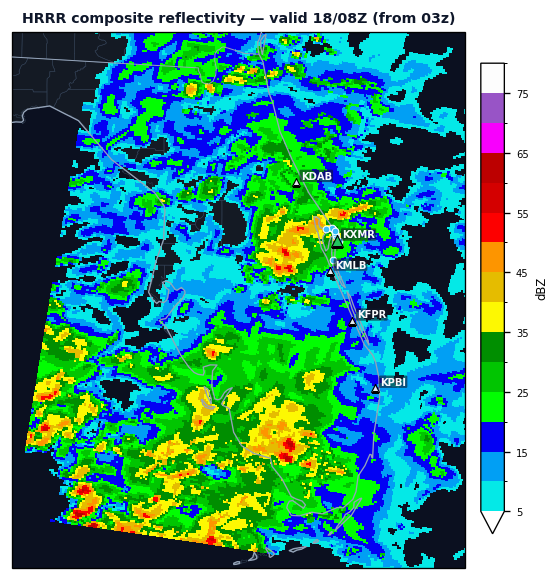 HRRR composite reflectivity — valid 18/08Z (from 03z)
KDAB
KXMR
KMLB
KFPR
KPBI
75
65
55
45
35
25
15
5
dBZ